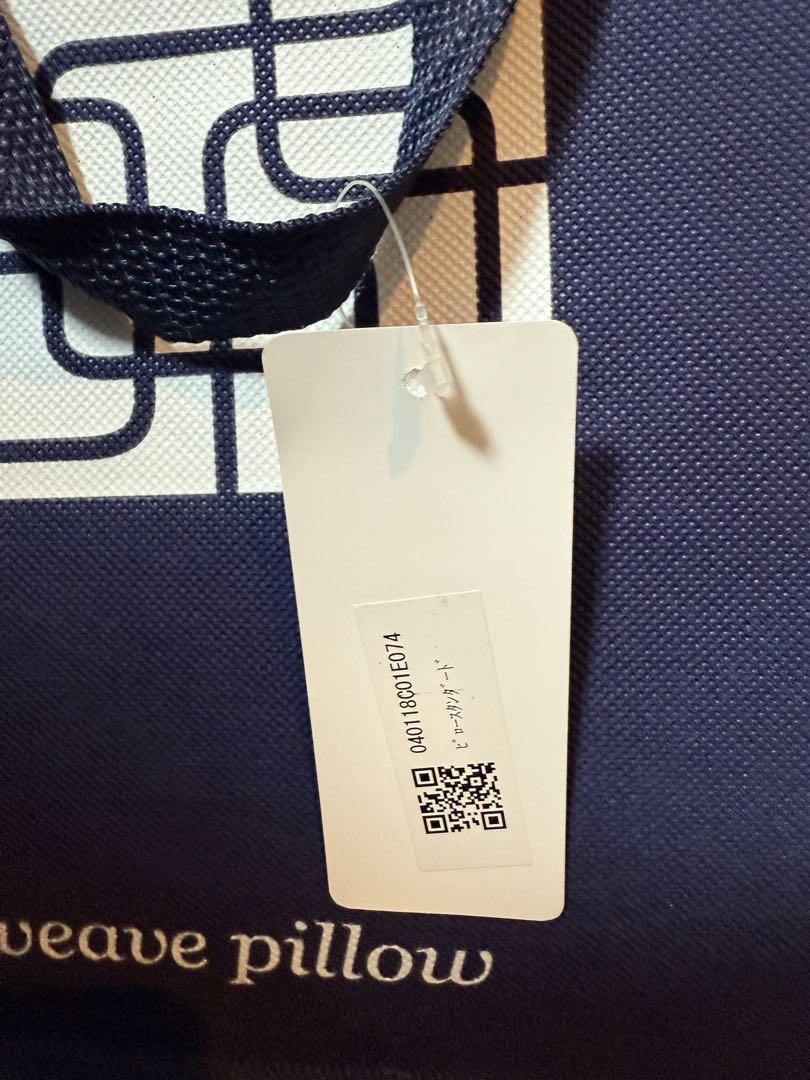 040118C01E074
ﾋﾟﾛｰｽﾀﾝﾀﾞｰﾄﾞ
weave pillow